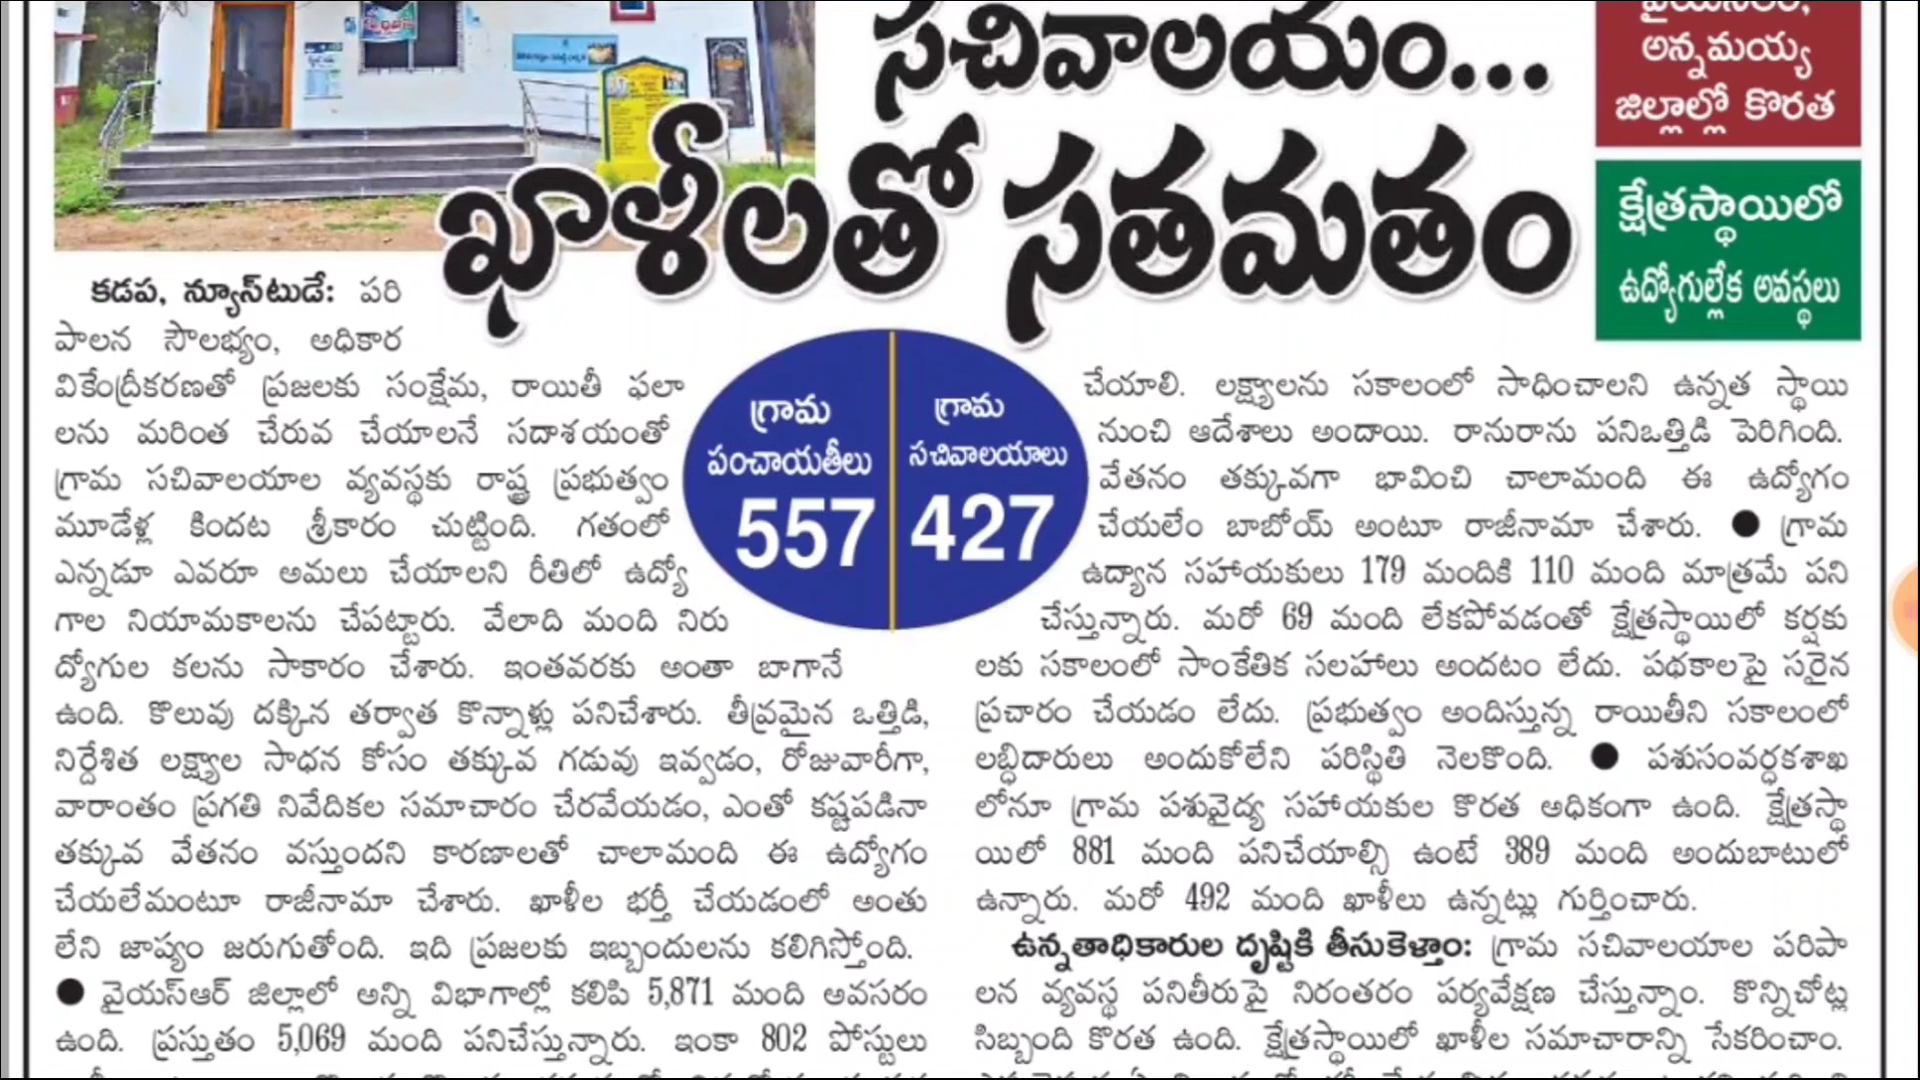 సచివాలయం...
ఖాళీలతో సతమతం
అన్నమయ్య
జిల్లాల్లో కొరత
క్షేత్రస్థాయిలో
ఉద్యోగుల్లేక అవస్థలు
గ్రామ
పంచాయతీలు
557
గ్రామ
సచివాలయాలు
427
కడప, న్యూస్‌టుడే: పరి
పాలన సౌలభ్యం, అధికార
వికేంద్రీకరణతో ప్రజలకు సంక్షేమ, రాయితీ ఫలా
లను మరింత చేరువ చేయాలనే సదాశయంతో
గ్రామ సచివాలయాల వ్యవస్థకు రాష్ట్ర ప్రభుత్వం
మూడేళ్ల కిందట శ్రీకారం చుట్టింది. గతంలో
ఎన్నడూ ఎవరూ అమలు చేయాలని రీతిలో ఉద్యో
గాల నియామకాలను చేపట్టారు. వేలాది మంది నిరు
ద్యోగుల కలను సాకారం చేశారు. ఇంతవరకు అంతా బాగానే
ఉంది. కొలువు దక్కిన తర్వాత కొన్నాళ్లు పనిచేశారు. తీవ్రమైన ఒత్తిడి,
నిర్దేశిత లక్ష్యాల సాధన కోసం తక్కువ గడువు ఇవ్వడం, రోజువారీగా,
వారాంతం ప్రగతి నివేదికల సమాచారం చేరవేయడం, ఎంతో కష్టపడినా
తక్కువ వేతనం వస్తుందని కారణాలతో చాలామంది ఈ ఉద్యోగం
చేయలేమంటూ రాజీనామా చేశారు. ఖాళీల భర్తీ చేయడంలో అంతు
లేని జాప్యం జరుగుతోంది. ఇది ప్రజలకు ఇబ్బందులను కలిగిస్తోంది.
● వైయస్ఆర్ జిల్లాలో అన్ని విభాగాల్లో కలిపి 5,871 మంది అవసరం
ఉంది. ప్రస్తుతం 5,069 మంది పనిచేస్తున్నారు. ఇంకా 802 పోస్టులు
చేయాలి. లక్ష్యాలను సకాలంలో సాధించాలని ఉన్నత స్థాయి
నుంచి ఆదేశాలు అందాయి. రానురాను పనిఒత్తిడి పెరిగింది.
వేతనం తక్కువగా భావించి చాలామంది ఈ ఉద్యోగం
చేయలేం బాబోయ్ అంటూ రాజీనామా చేశారు. ● గ్రామ
ఉద్యాన సహాయకులు 179 మందికి 110 మంది మాత్రమే పని
చేస్తున్నారు. మరో 69 మంది లేకపోవడంతో క్షేత్రస్థాయిలో కర్షకు
లకు సకాలంలో సాంకేతిక సలహాలు అందటం లేదు. పథకాలపై సరైన
ప్రచారం చేయడం లేదు. ప్రభుత్వం అందిస్తున్న రాయితీని సకాలంలో
లబ్ధిదారులు అందుకోలేని పరిస్థితి నెలకొంది. ● పశుసంవర్ధకశాఖ
లోనూ గ్రామ పశువైద్య సహాయకుల కొరత అధికంగా ఉంది. క్షేత్రస్థా
యిలో 881 మంది పనిచేయాల్సి ఉంటే 389 మంది అందుబాటులో
ఉన్నారు. మరో 492 మంది ఖాళీలు ఉన్నట్లు గుర్తించారు.
ఉన్నతాధికారుల దృష్టికి తీసుకెళ్తాం: గ్రామ సచివాలయాల పరిపా
లన వ్యవస్థ పనితీరుపై నిరంతరం పర్యవేక్షణ చేస్తున్నాం. కొన్నిచోట్ల
సిబ్బంది కొరత ఉంది. క్షేత్రస్థాయిలో ఖాళీల సమాచారాన్ని సేకరించాం.